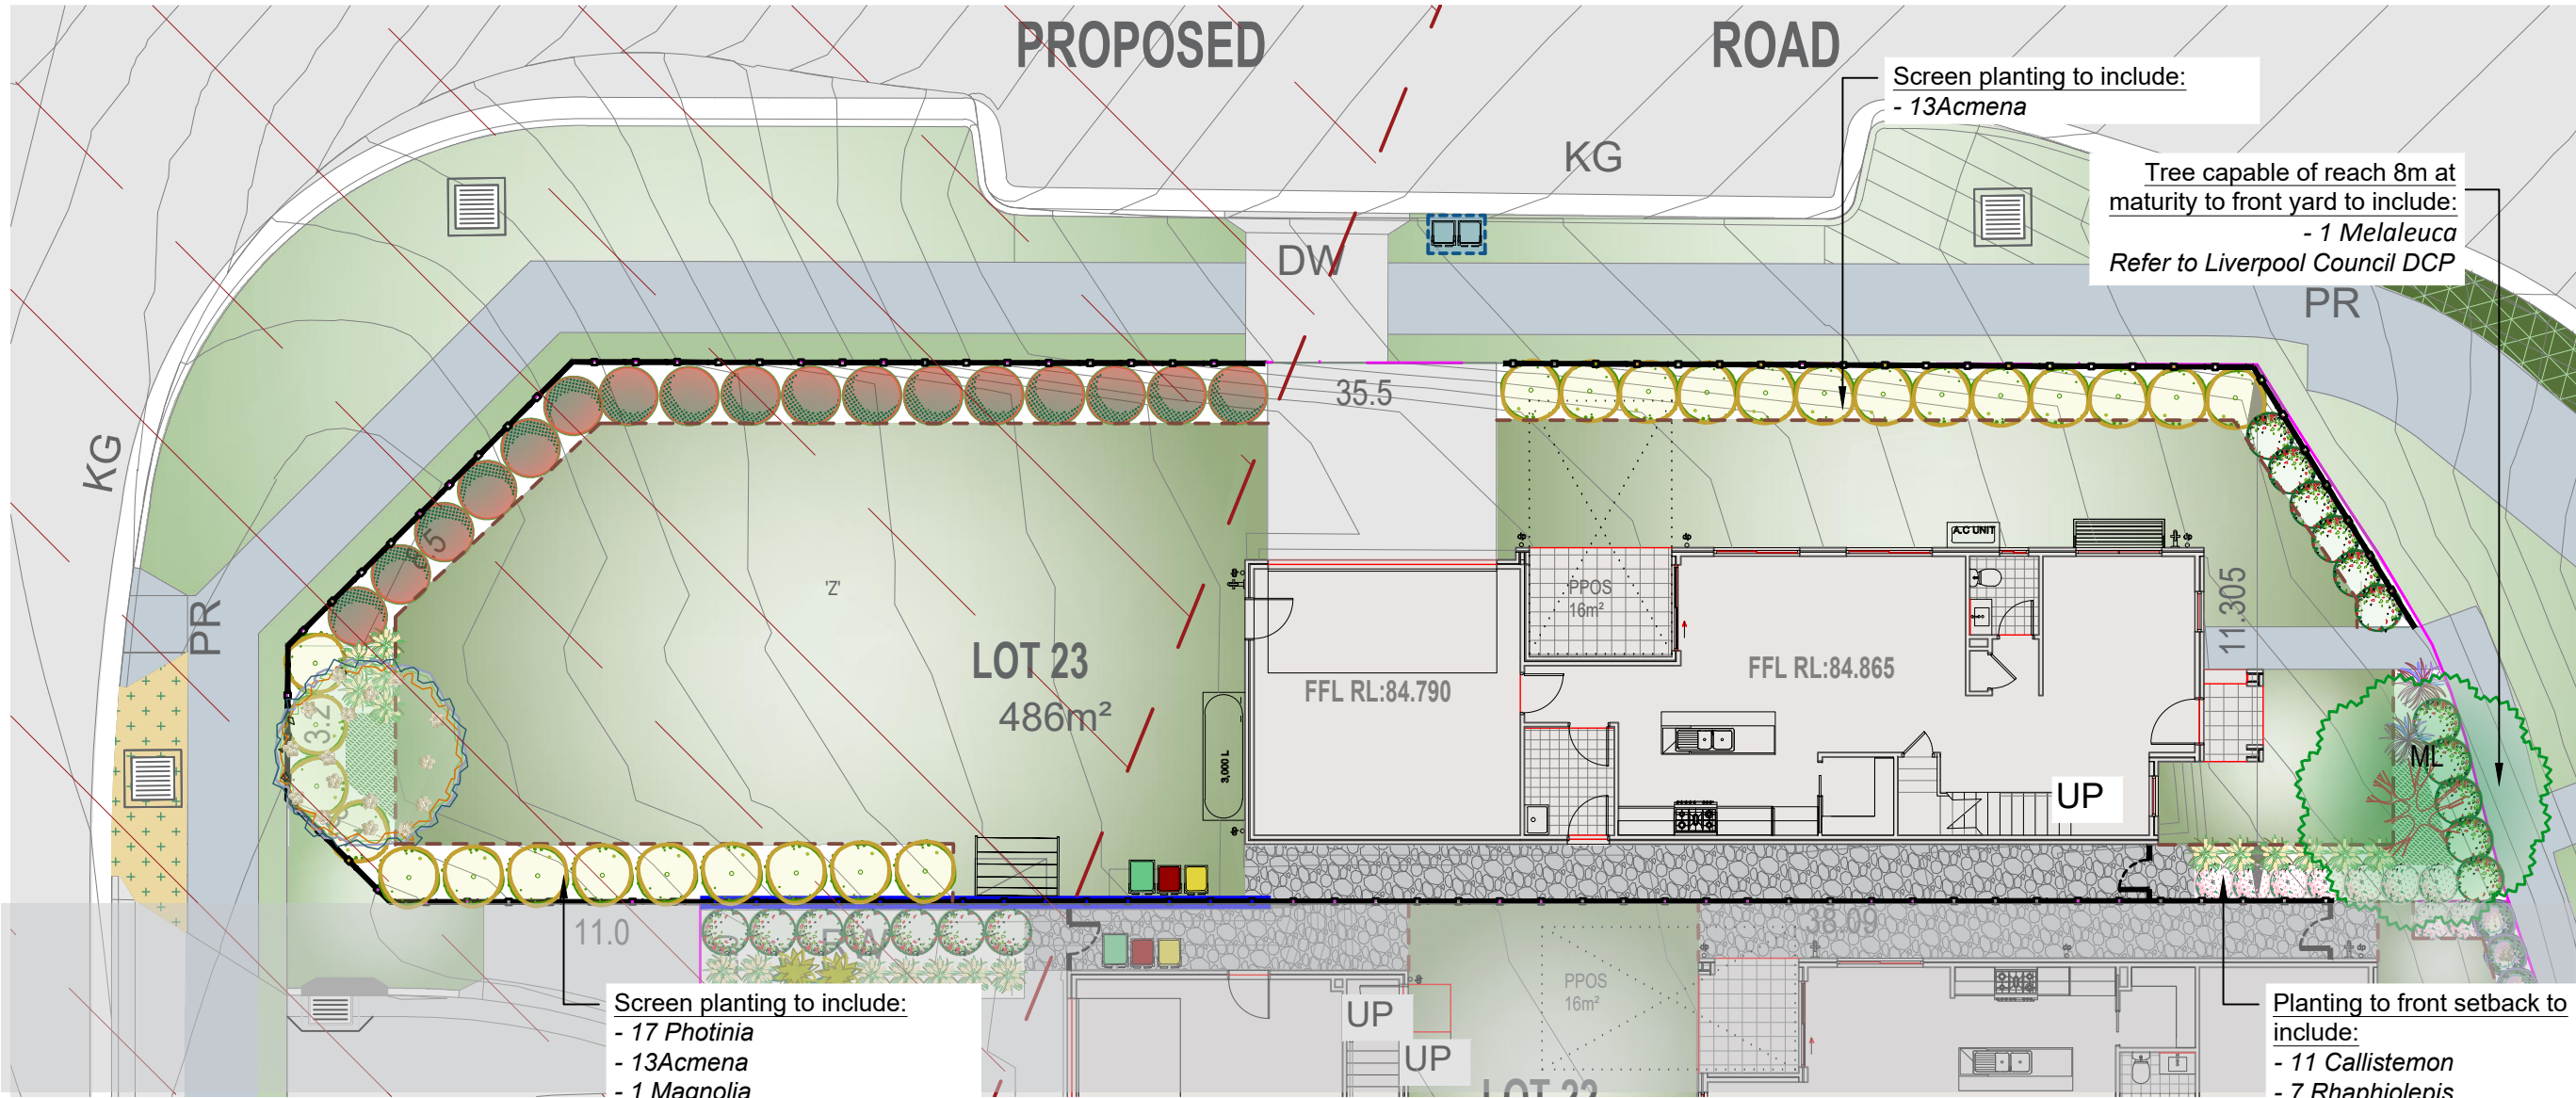 PROPOSED ROAD
Screen planting to include:
- 13Acmena
KG
Tree capable of reach 8m at
maturity to front yard to include:
- 1 Melaleuca
Refer to Liverpool Council DCP
DW
PR
35.5
KG
A.C UNIT
'Z'
PPOS
16m²
11.305
PR
LOT 23
486m²
FFL RL:84.790
FFL RL:84.865
3.2
3,000 L
ML
UP
11.0
38.09
PPOS
16m²
Screen planting to include:
- 17 Photinia
- 13Acmena
- 1 Magnolia
UP
UP
LOT 22
Planting to front setback to
include:
- 11 Callistemon
- 7 Rhaphiolepis